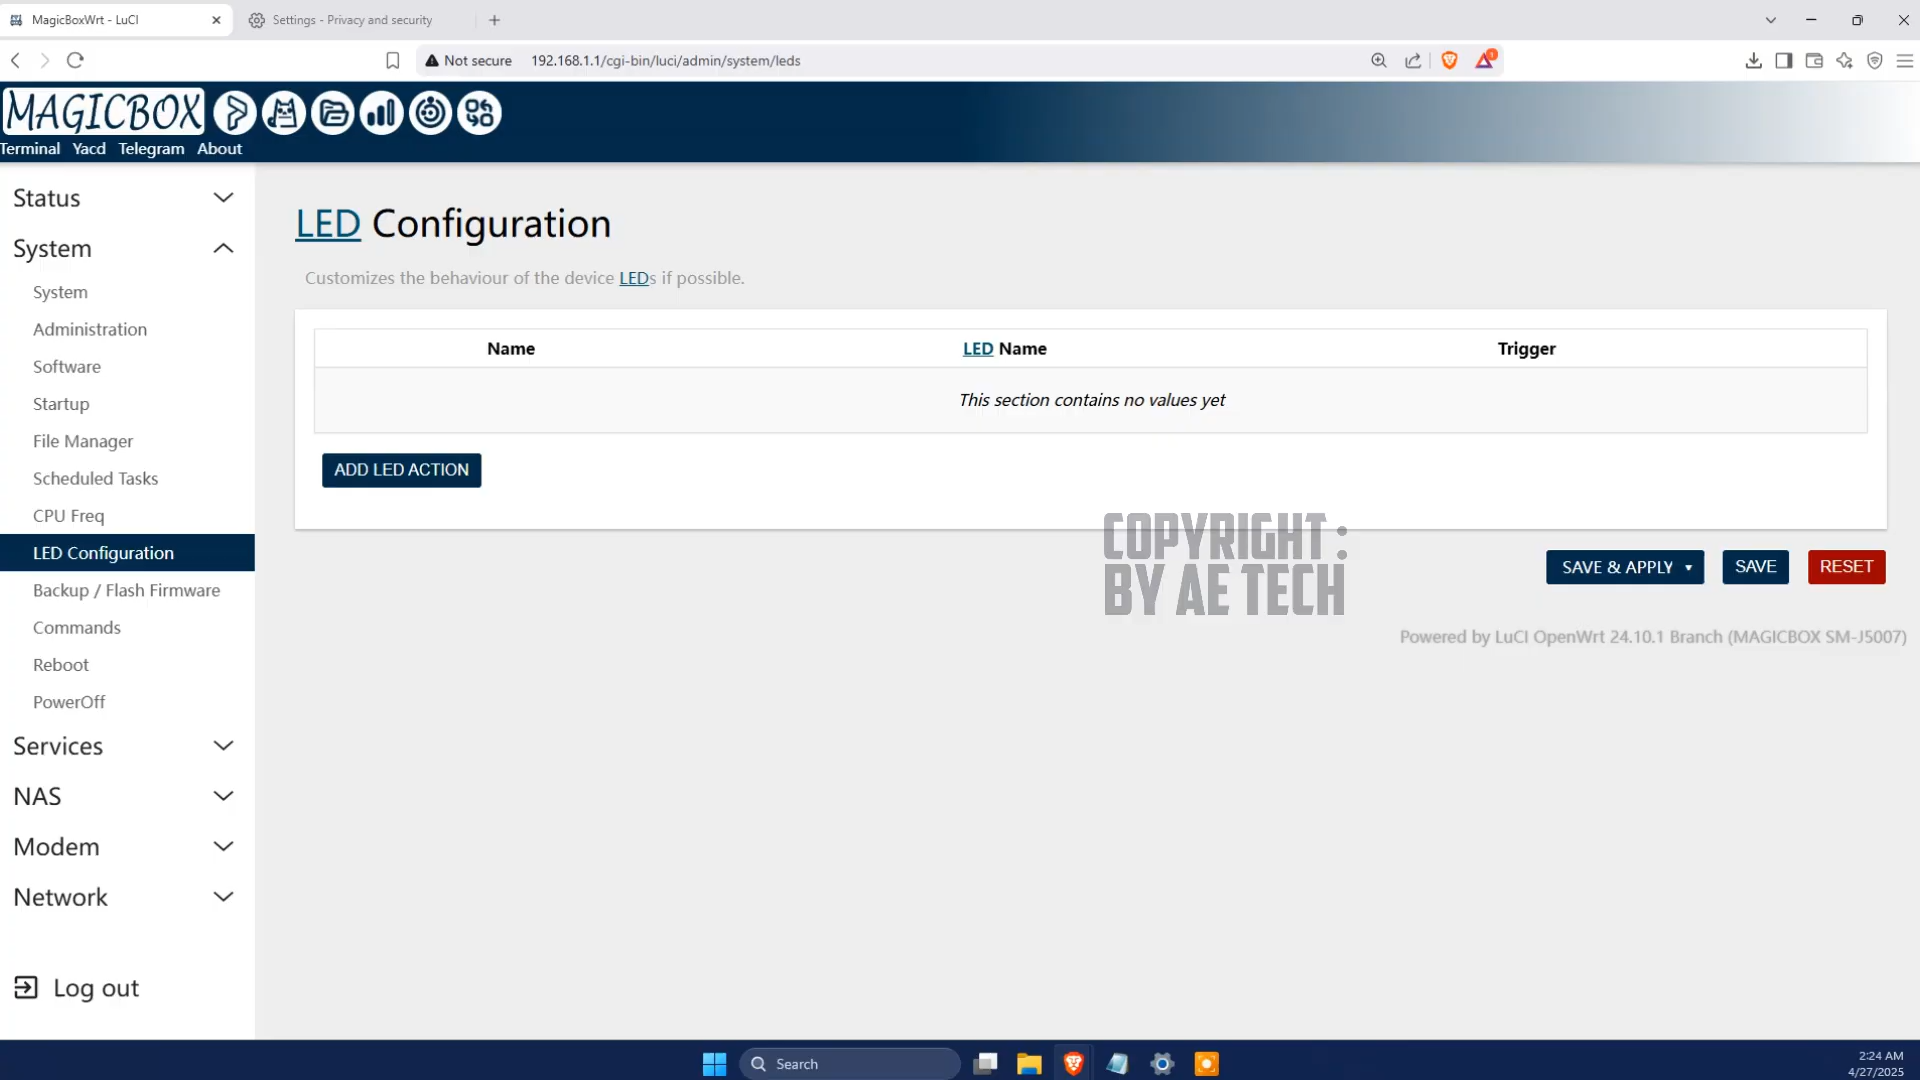 MagicBoxWrt - LuCI
Settings - Privacy and security
Not secure
192.168.1.1/cgi-bin/luci/admin/system/leds
1
MAGICBOX
Terminal Yacd Telegram About
Status
System
System
Administration
Software
Startup
File Manager
Scheduled Tasks
CPU Freq
LED Configuration
Backup / Flash Firmware
Commands
Reboot
PowerOff
Services
NAS
Modem
Network
Log out
LED Configuration
Customizes the behaviour of the device LEDs if possible.
Name LED Name Trigger
This section contains no values yet
ADD LED ACTION
COPYRIGHT :
BY AE TECH
SAVE & APPLY SAVE RESET
Powered by LuCI OpenWrt 24.10.1 Branch (MAGICBOX SM-J5007)
Search
2:24 AM
4/27/2025